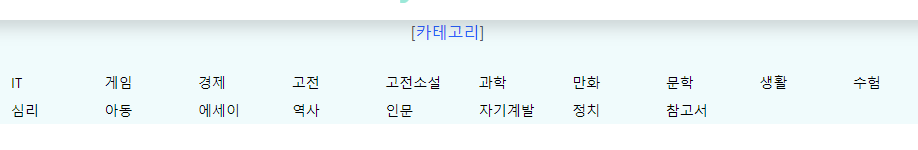 [카테고리]
IT 게임 경제 고전 고전소설 과학 만화 문학 생활 수험
심리 아동 에세이 역사 인문 자기계발 정치 참고서